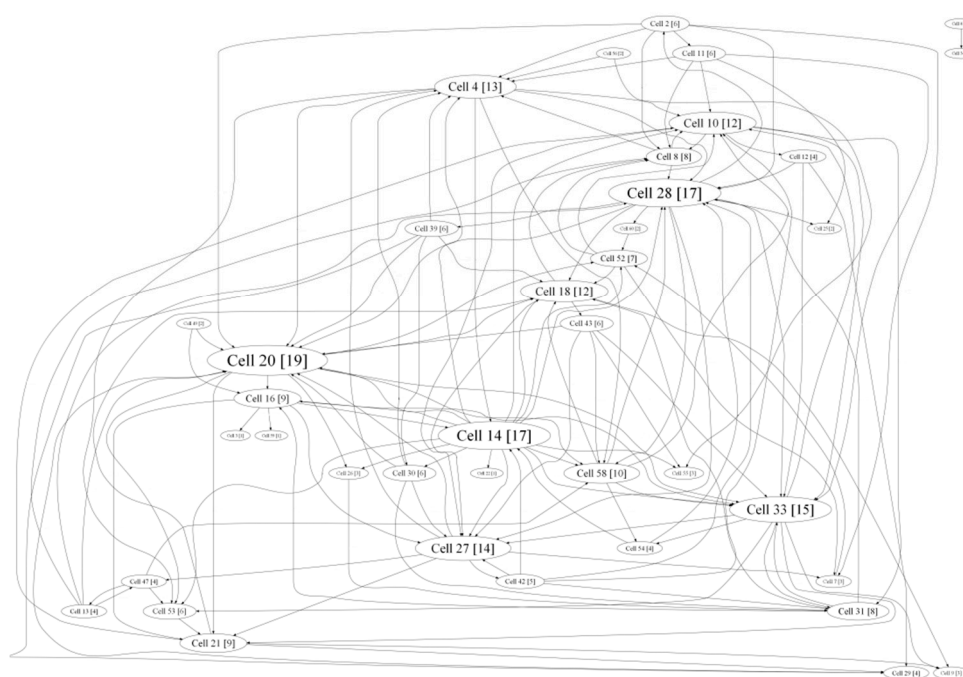 Cell 2 [6]
Cell 11 [6]
Cell 4 [13]
Cell 10 [12]
Cell 8 [8]
Cell 12 [4]
Cell 28 [17]
Cell 39 [6]
Cell 52 [7]
Cell 18 [12]
Cell 43 [6]
Cell 20 [19]
Cell 16 [9]
Cell 14 [17]
Cell 30 [6]
Cell 58 [10]
Cell 33 [15]
Cell 27 [14]
Cell 54 [4]
Cell 47 [4]
Cell 42 [5]
Cell 13 [4]
Cell 53 [6]
Cell 31 [8]
Cell 21 [9]
Cell 29 [4]